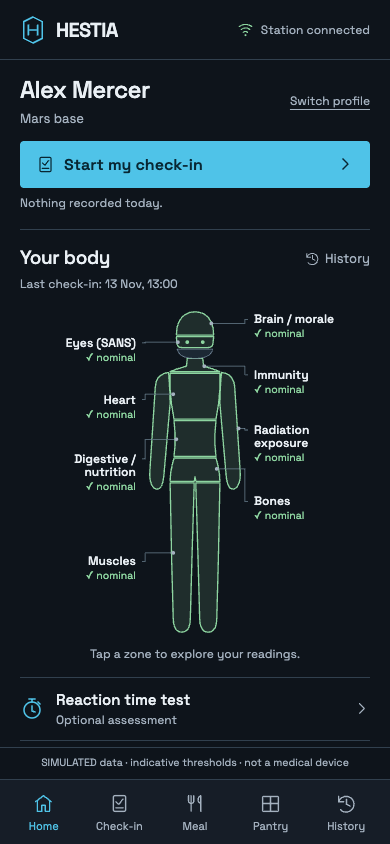 HESTIA
Station connected
Alex Mercer
Mars base
Switch profile
Start my check-in
Nothing recorded today.
Your body
History
Last check-in: 13 Nov, 13:00
Brain / morale
✓ nominal
Eyes (SANS)
✓ nominal
Immunity
✓ nominal
Heart
✓ nominal
Radiation
exposure
✓ nominal
Digestive /
nutrition
✓ nominal
Bones
✓ nominal
Muscles
✓ nominal
Tap a zone to explore your readings.
Reaction time test
Optional assessment
SIMULATED data · indicative thresholds · not a medical device
Home
Check-in
Meal
Pantry
History